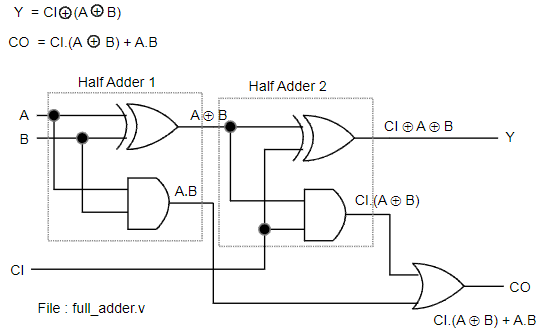 Y = CI⊕(A ⊕ B)
CO = CI.(A ⊕ B) + A.B
Half Adder 1
Half Adder 2
A
A ⊕ B
CI ⊕ A ⊕ B
B
Y
A.B
CI.(A ⊕ B)
CI
CO
File : full_adder.v
CI.(A ⊕ B) + A.B